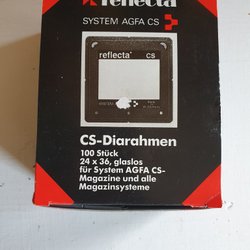 reflecta
SYSTEM AGFA CS
reflecta CS
CS-Diarahmen
100 Stück
24 x 36, glaslos
für System AGFA CS-
Magazine und alle
Magazinsysteme